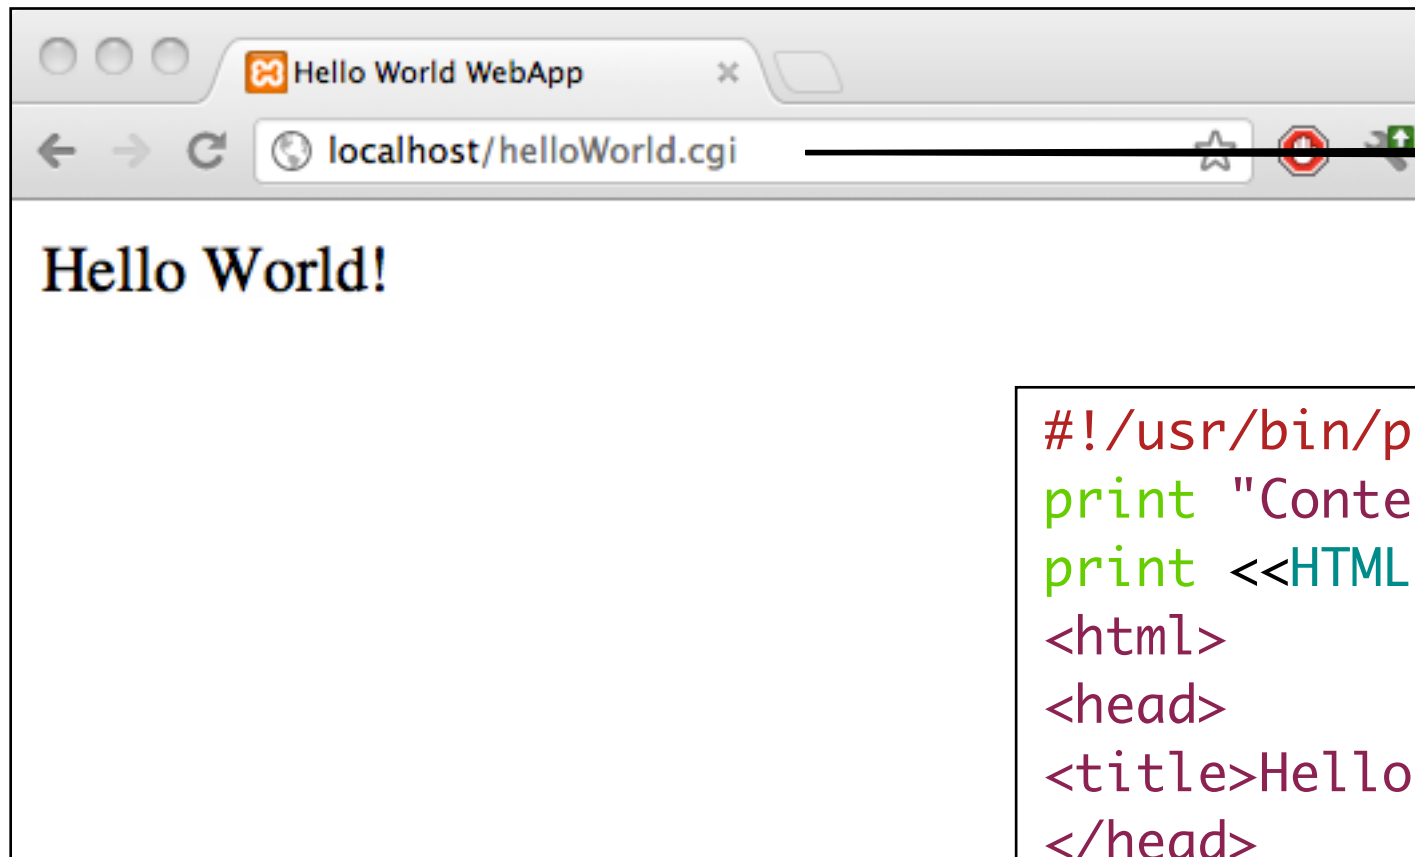 Hello World WebApp
localhost/helloWorld.cgi
Hello World!
#!/usr/bin/p
print "Conte
print <<HTML
<html>
<head>
<title>Hello
</head>